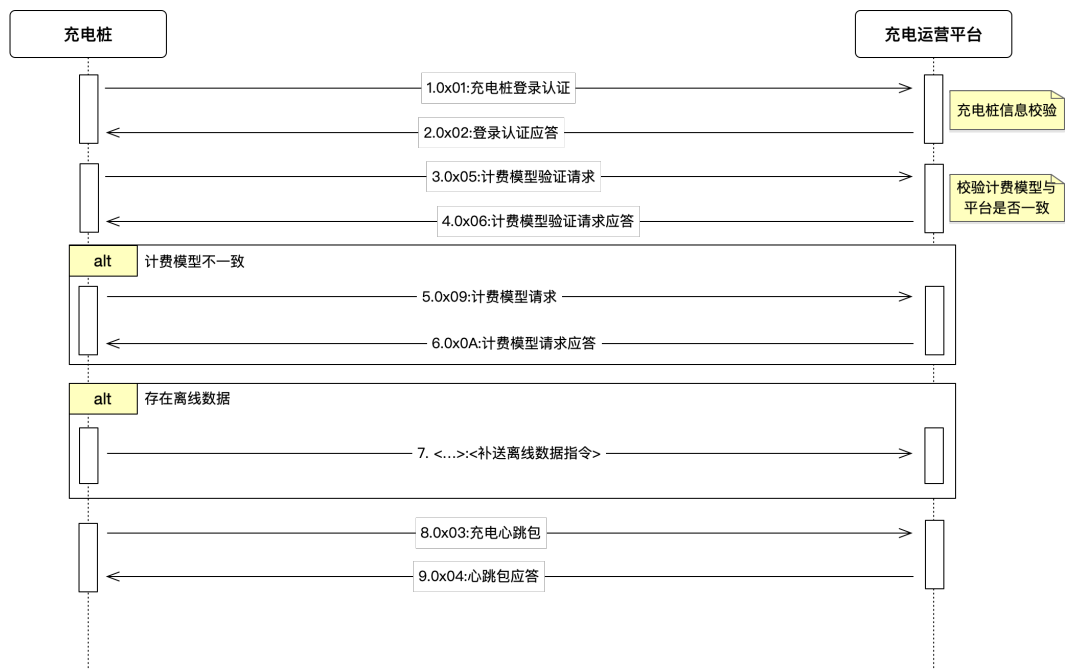 充电桩
充电运营平台
1.0x01:充电桩登录认证
充电桩信息校验
2.0x02:登录认证应答
3.0x05:计费模型验证请求
校验计费模型与
平台是否一致
4.0x06:计费模型验证请求应答
alt
计费模型不一致
5.0x09:计费模型请求
6.0x0A:计费模型请求应答
alt
存在离线数据
7. <...>:<补送离线数据指令>
8.0x03:充电心跳包
9.0x04:心跳包应答